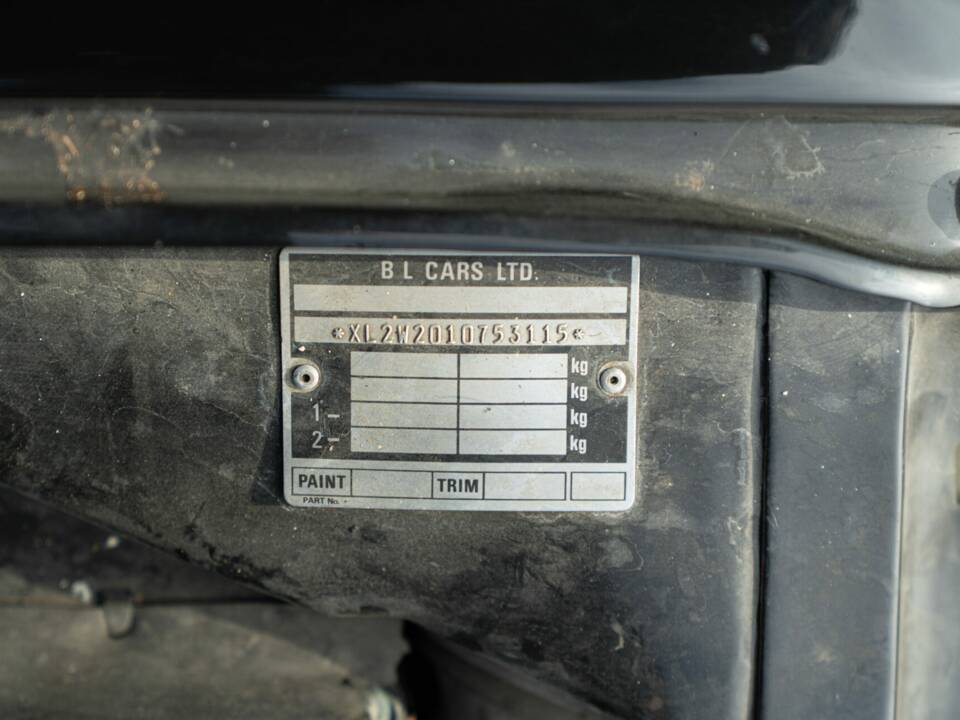 B L CARS LTD.
*XL2W2010753115*
kg
kg
1- kg
2- kg
PAINT TRIM
PART No.